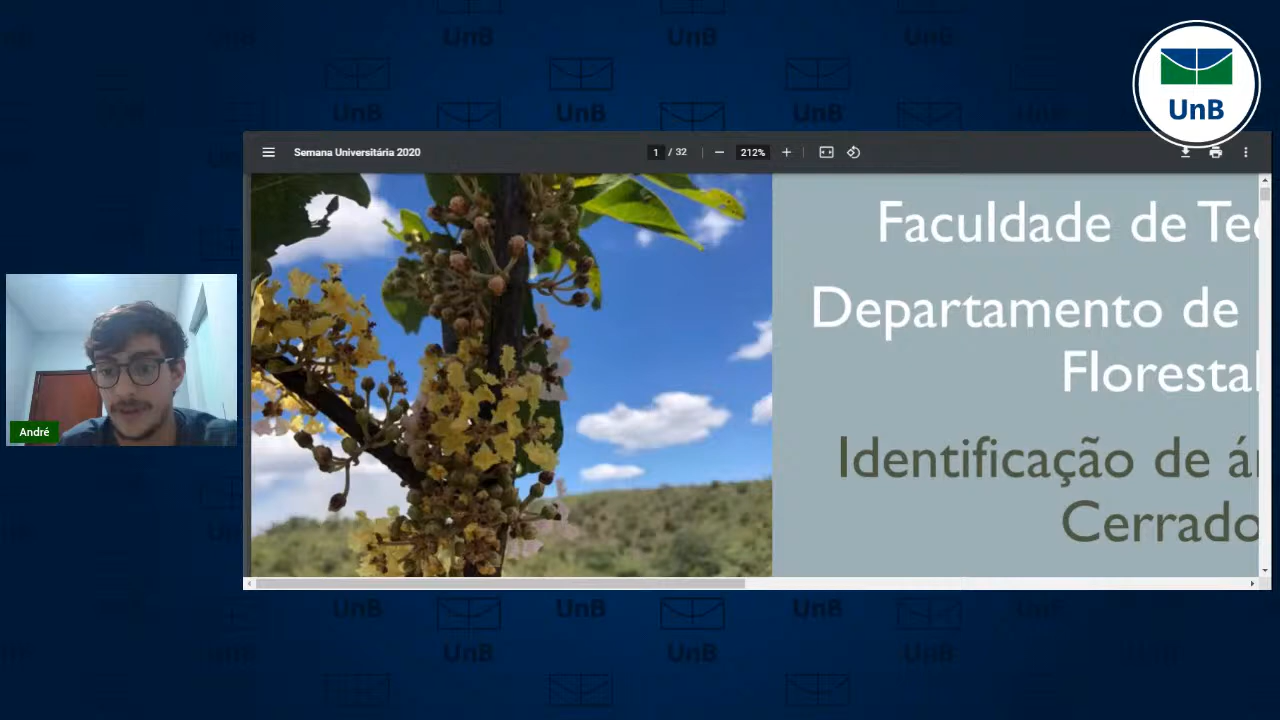 UnB
Semana Universitária 2020
1 / 32
212%
Faculdade de Tec
Departamento de
Florestal
Identificação de ár
Cerrado
André